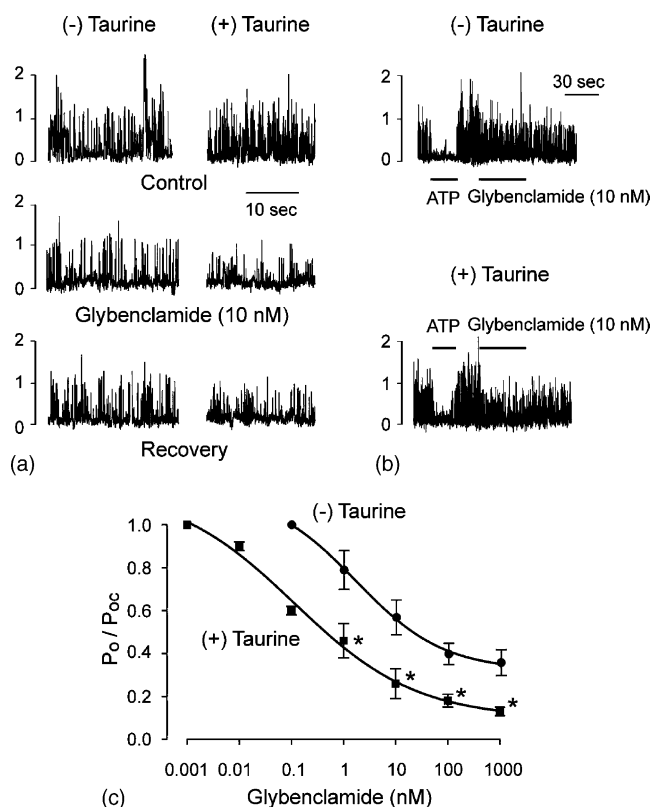 (-) Taurine
(+) Taurine
2
1
0
Control
10 sec
2
1
0
Glybenclamide (10 nM)
2
1
0
Recovery
(a)
(-) Taurine
30 sec
2
1
0
ATP Glybenclamide (10 nM)
(+) Taurine
ATP Glybenclamide (10 nM)
2
1
0
(b)
(-) Taurine
(+) Taurine
* * * *
1.0
0.8
0.6
0.4
0.2
0.0
Po / Poc
0.001 0.01 0.1 1 10 100 1000
Glybenclamide (nM)
(c)